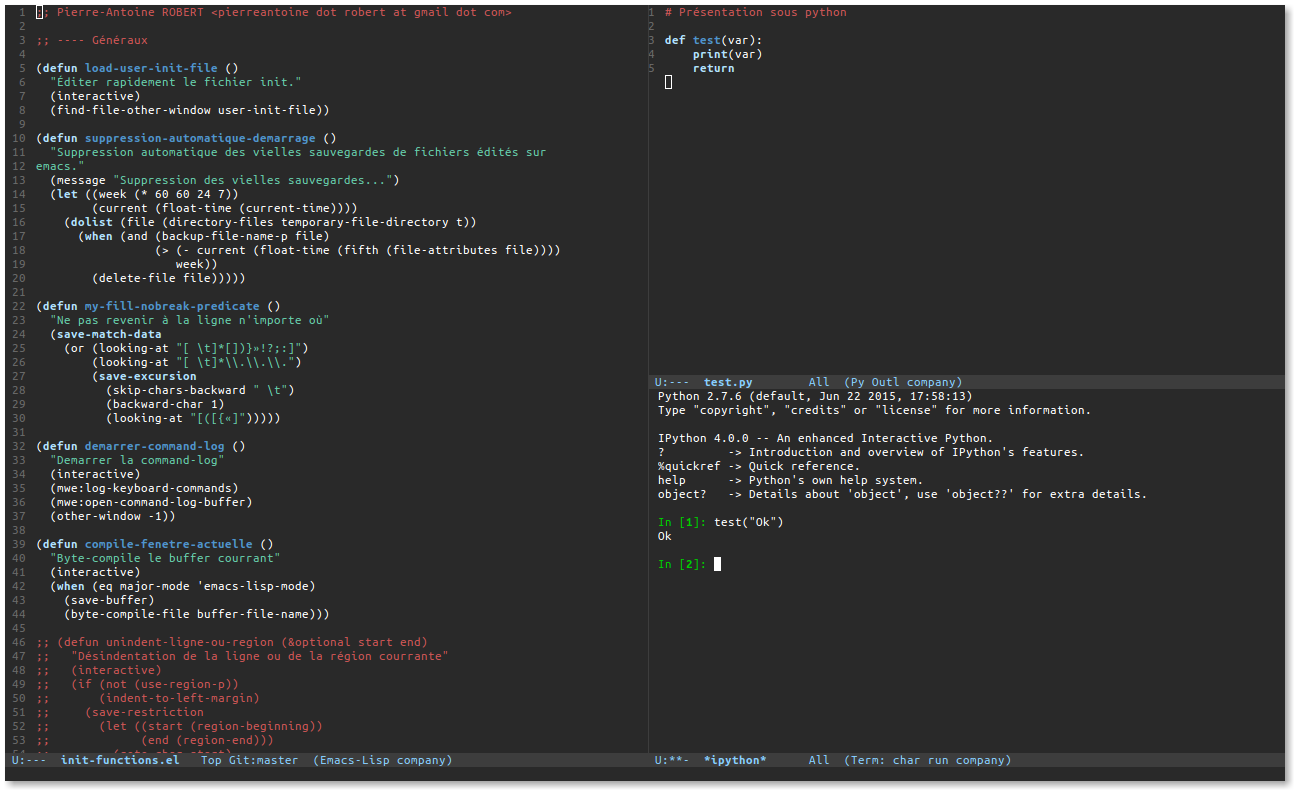 1 ;; Pierre-Antoine ROBERT <pierreantoine dot robert at gmail dot com>
2
3 ;; ---- Généraux
4
5 (defun load-user-init-file ()
6   "Éditer rapidement le fichier init."
7   (interactive)
8   (find-file-other-window user-init-file))
9
10 (defun suppression-automatique-demarrage ()
11   "Suppression automatique des vielles sauvegardes de fichiers édités sur
12 emacs."
13   (message "Suppression des vielles sauvegardes...")
14   (let ((week (* 60 60 24 7))
15         (current (float-time (current-time))))
16     (dolist (file (directory-files temporary-file-directory t))
17       (when (and (backup-file-name-p file)
18                  (> (- current (float-time (fifth (file-attributes file))))
19                     week))
20         (delete-file file)))))
21
22 (defun my-fill-nobreak-predicate ()
23   "Ne pas revenir à la ligne n'importe où"
24   (save-match-data
25     (or (looking-at "[ \t]*[])}»!?;:]")
26         (looking-at "[ \t]*\\.\\.\\.")
27         (save-excursion
28           (skip-chars-backward " \t")
29           (backward-char 1)
30           (looking-at "[([{«]")))))
31
32 (defun demarrer-command-log ()
33   "Demarrer la command-log"
34   (interactive)
35   (mwe:log-keyboard-commands)
36   (mwe:open-command-log-buffer)
37   (other-window -1))
38
39 (defun compile-fenetre-actuelle ()
40   "Byte-compile le buffer courrant"
41   (interactive)
42   (when (eq major-mode 'emacs-lisp-mode)
43     (save-buffer)
44     (byte-compile-file buffer-file-name)))
45
46 ;; (defun unindent-ligne-ou-region (&optional start end)
47 ;;   "Désindentation de la ligne ou de la région courrante"
48 ;;   (interactive)
49 ;;   (if (not (use-region-p))
50 ;;       (indent-to-left-margin)
51 ;;     (save-restriction
52 ;;       (let ((start (region-beginning))
53 ;;             (end (region-end)))
U:---  init-functions.el   Top Git:master  (Emacs-Lisp company)
1 # Présentation sous python
2
3 def test(var):
4     print(var)
5     return
U:---  test.py        All  (Py Outl company)
Python 2.7.6 (default, Jun 22 2015, 17:58:13)
Type "copyright", "credits" or "license" for more information.

IPython 4.0.0 -- An enhanced Interactive Python.
?         -> Introduction and overview of IPython's features.
%quickref -> Quick reference.
help      -> Python's own help system.
object?   -> Details about 'object', use 'object??' for extra details.

In [1]: test("Ok")
Ok

In [2]:
U:**-  *ipython*      All  (Term: char run company)